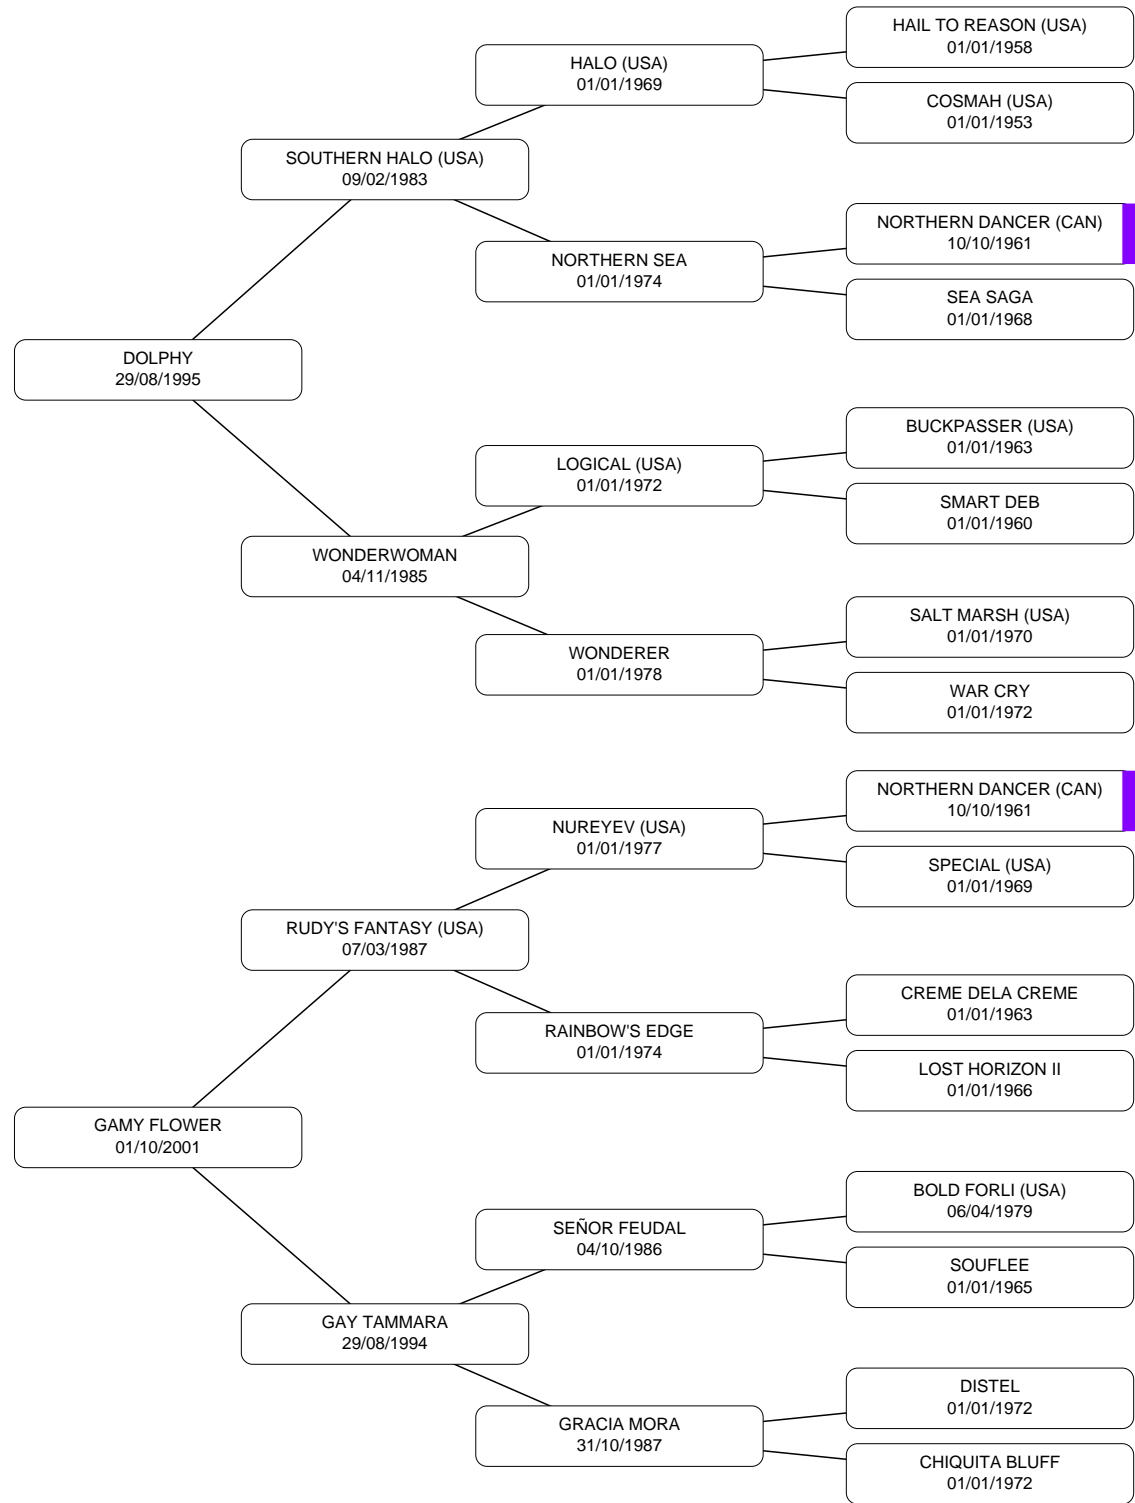 HAIL TO REASON (USA)
01/01/1958
HALO (USA)
01/01/1969
COSMAH (USA)
01/01/1953
SOUTHERN HALO (USA)
09/02/1983
NORTHERN DANCER (CAN)
10/10/1961
NORTHERN SEA
01/01/1974
SEA SAGA
01/01/1968
DOLPHY
29/08/1995
BUCKPASSER (USA)
01/01/1963
LOGICAL (USA)
01/01/1972
SMART DEB
01/01/1960
WONDERWOMAN
04/11/1985
SALT MARSH (USA)
01/01/1970
WONDERER
01/01/1978
WAR CRY
01/01/1972
NORTHERN DANCER (CAN)
10/10/1961
NUREYEV (USA)
01/01/1977
SPECIAL (USA)
01/01/1969
RUDY'S FANTASY (USA)
07/03/1987
CREME DELA CREME
01/01/1963
RAINBOW'S EDGE
01/01/1974
LOST HORIZON II
01/01/1966
GAMY FLOWER
01/10/2001
BOLD FORLI (USA)
06/04/1979
SEÑOR FEUDAL
04/10/1986
SOUFLEE
01/01/1965
GAY TAMMARA
29/08/1994
DISTEL
01/01/1972
GRACIA MORA
31/10/1987
CHIQUITA BLUFF
01/01/1972